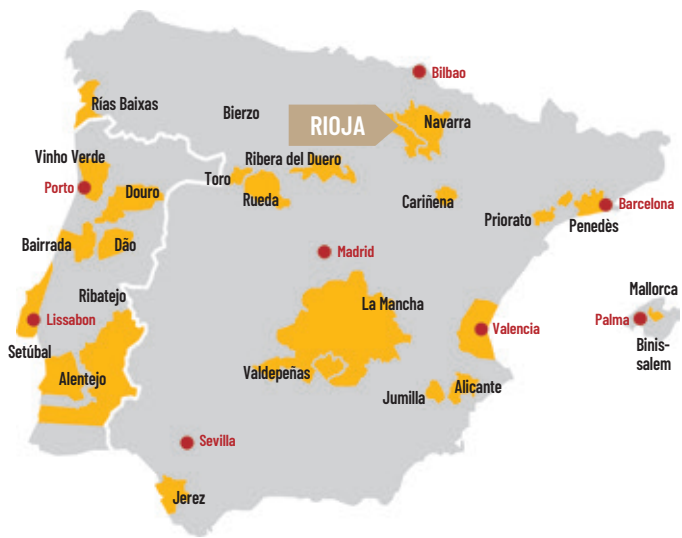 Bilbao
Rías Baixas
Bierzo
RIOJA
Navarra
Vinho Verde
Ribera del Duero
Toro
Porto
Douro
Rueda
Cariñena
Barcelona
Priorato
Penedès
Bairrada
Dão
Madrid
Mallorca
Ribatejo
La Mancha
Lissabon
Valencia
Palma
Setúbal
Binis-
salem
Alentejo
Valdepeñas
Alicante
Jumilla
Sevilla
Jerez